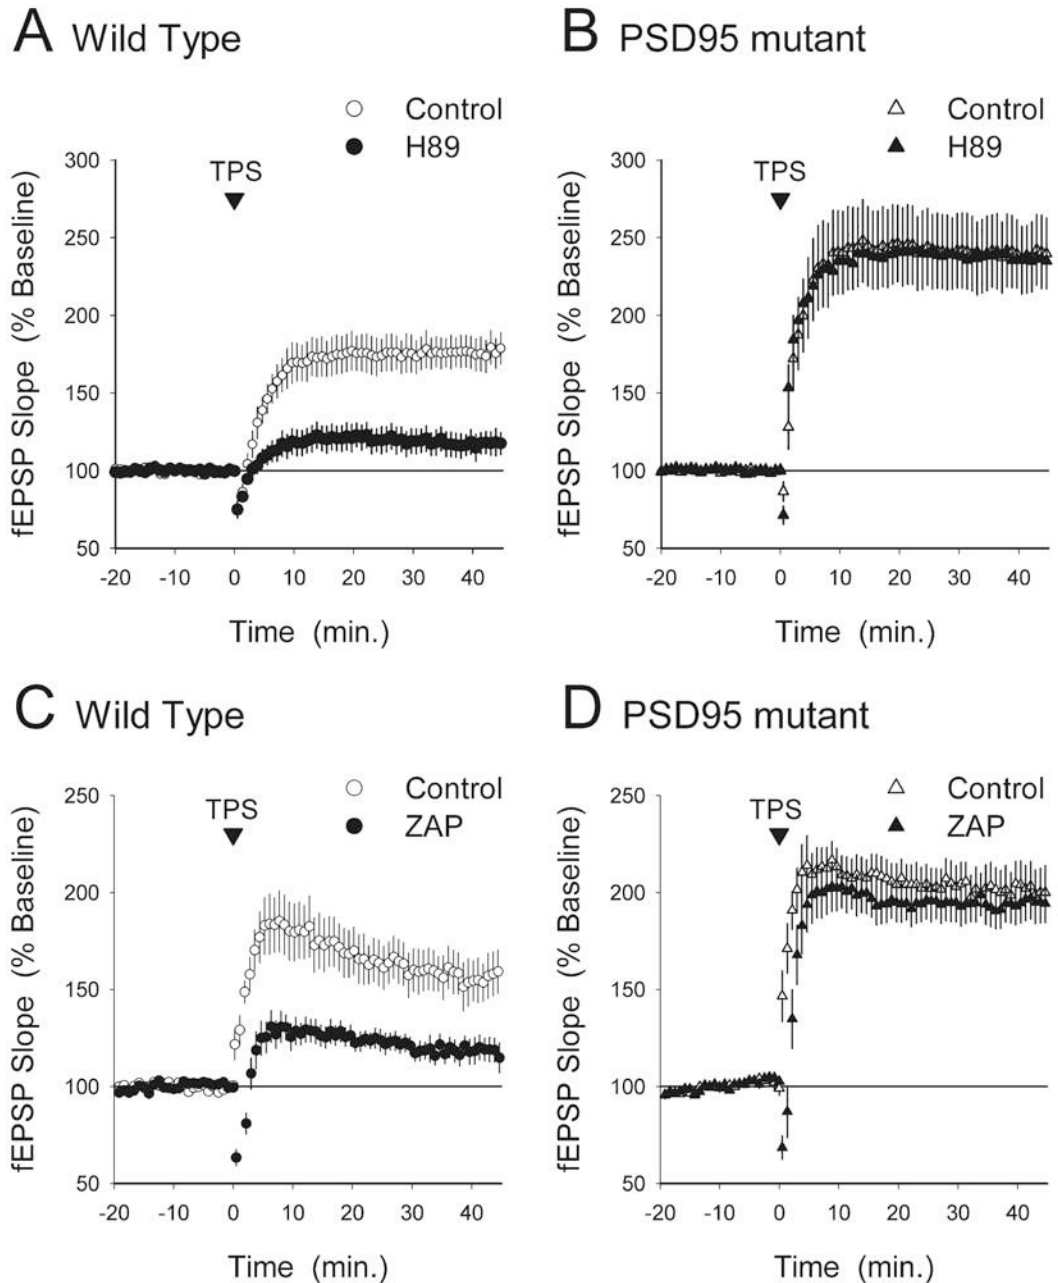 A Wild Type
Control
H89
TPS
fEPSP Slope (% Baseline)
300
250
200
150
100
50
-20 -10 0 10 20 30 40
Time (min.)
B PSD95 mutant
Control
H89
TPS
fEPSP Slope (% Baseline)
300
250
200
150
100
50
-20 -10 0 10 20 30 40
Time (min.)
C Wild Type
Control
ZAP
TPS
fEPSP Slope (% Baseline)
250
200
150
100
50
-20 -10 0 10 20 30 40
Time (min.)
D PSD95 mutant
Control
ZAP
TPS
fEPSP Slope (% Baseline)
250
200
150
100
50
-20 -10 0 10 20 30 40
Time (min.)